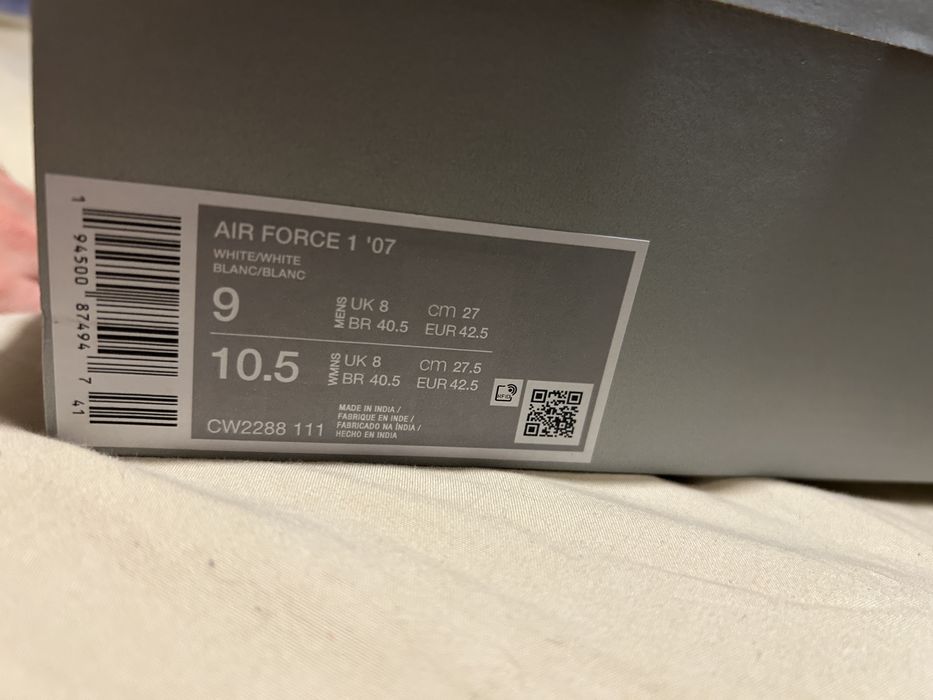 1 94500 87494 7 41
AIR FORCE 1 '07
WHITE/WHITE
BLANC/BLANC
9 MENS UK 8 cm 27
BR 40.5 EUR 42.5
10.5 WMNS UK 8 cm 27.5
BR 40.5 EUR 42.5
RFID
CW2288 111
MADE IN INDIA /
FABRIQUE EN INDE /
FABRICADO NA ÍNDIA /
HECHO EN INDIA